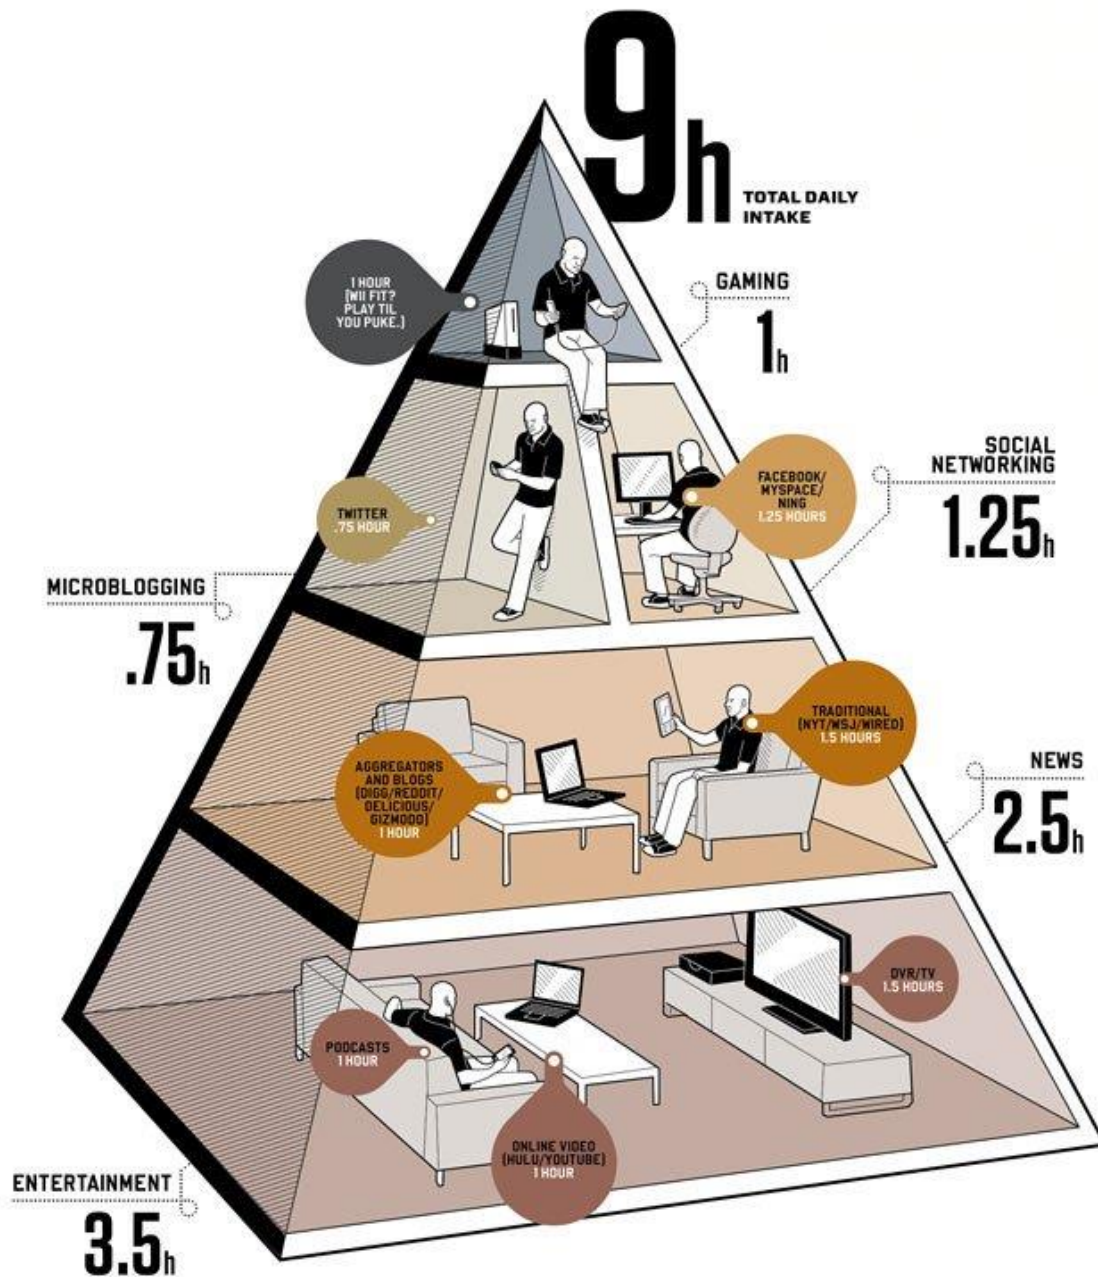 9h
TOTAL DAILY
INTAKE
1 HOUR
(WII FIT?
PLAY TIL
YOU PUKE.)
GAMING
1h
TWITTER
.75 HOUR
FACEBOOK/
MYSPACE/
NING
1.25 HOURS
SOCIAL
NETWORKING
1.25h
MICROBLOGGING
.75h
AGGREGATORS
AND BLOGS
(DIGG/REDDIT/
DELICIOUS/
GIZMODO)
1 HOUR
TRADITIONAL
(NYT/WSJ/WIRED)
1.5 HOURS
NEWS
2.5h
PODCASTS
1 HOUR
ONLINE VIDEO
(HULU/YOUTUBE)
1 HOUR
DVR/TV
1.5 HOURS
ENTERTAINMENT
3.5h